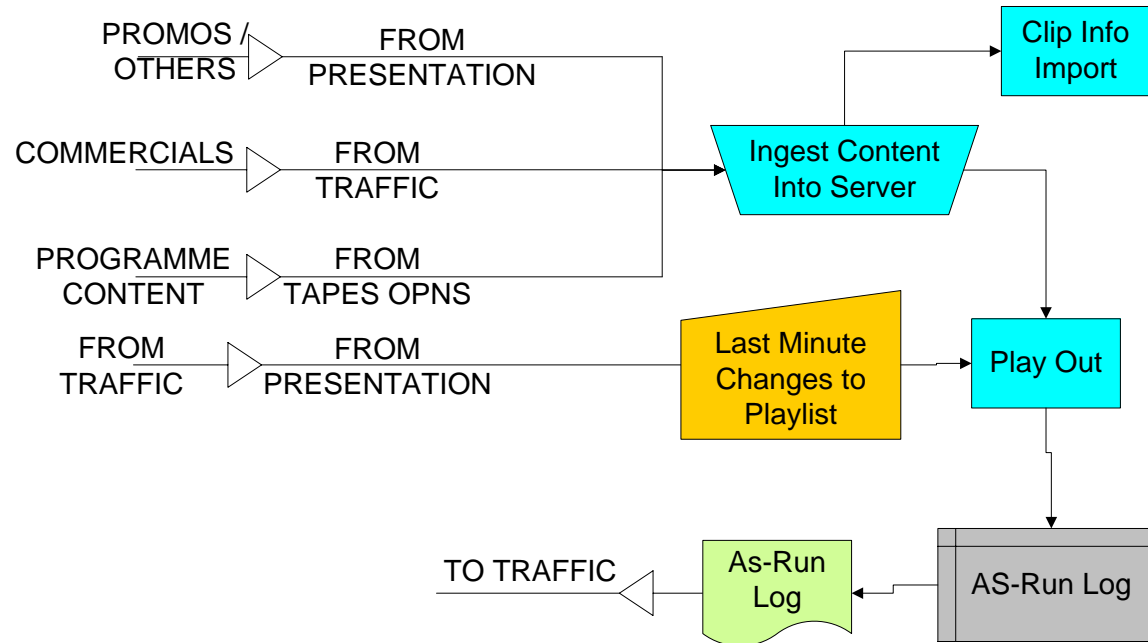 PROMOS /
OTHERS
FROM
PRESENTATION
Clip Info
Import
COMMERCIALS
FROM
TRAFFIC
Ingest Content
Into Server
PROGRAMME
CONTENT
FROM
TAPES OPNS
FROM
TRAFFIC
FROM
PRESENTATION
Last Minute
Changes to
Playlist
Play Out
TO TRAFFIC
As-Run
Log
AS-Run Log